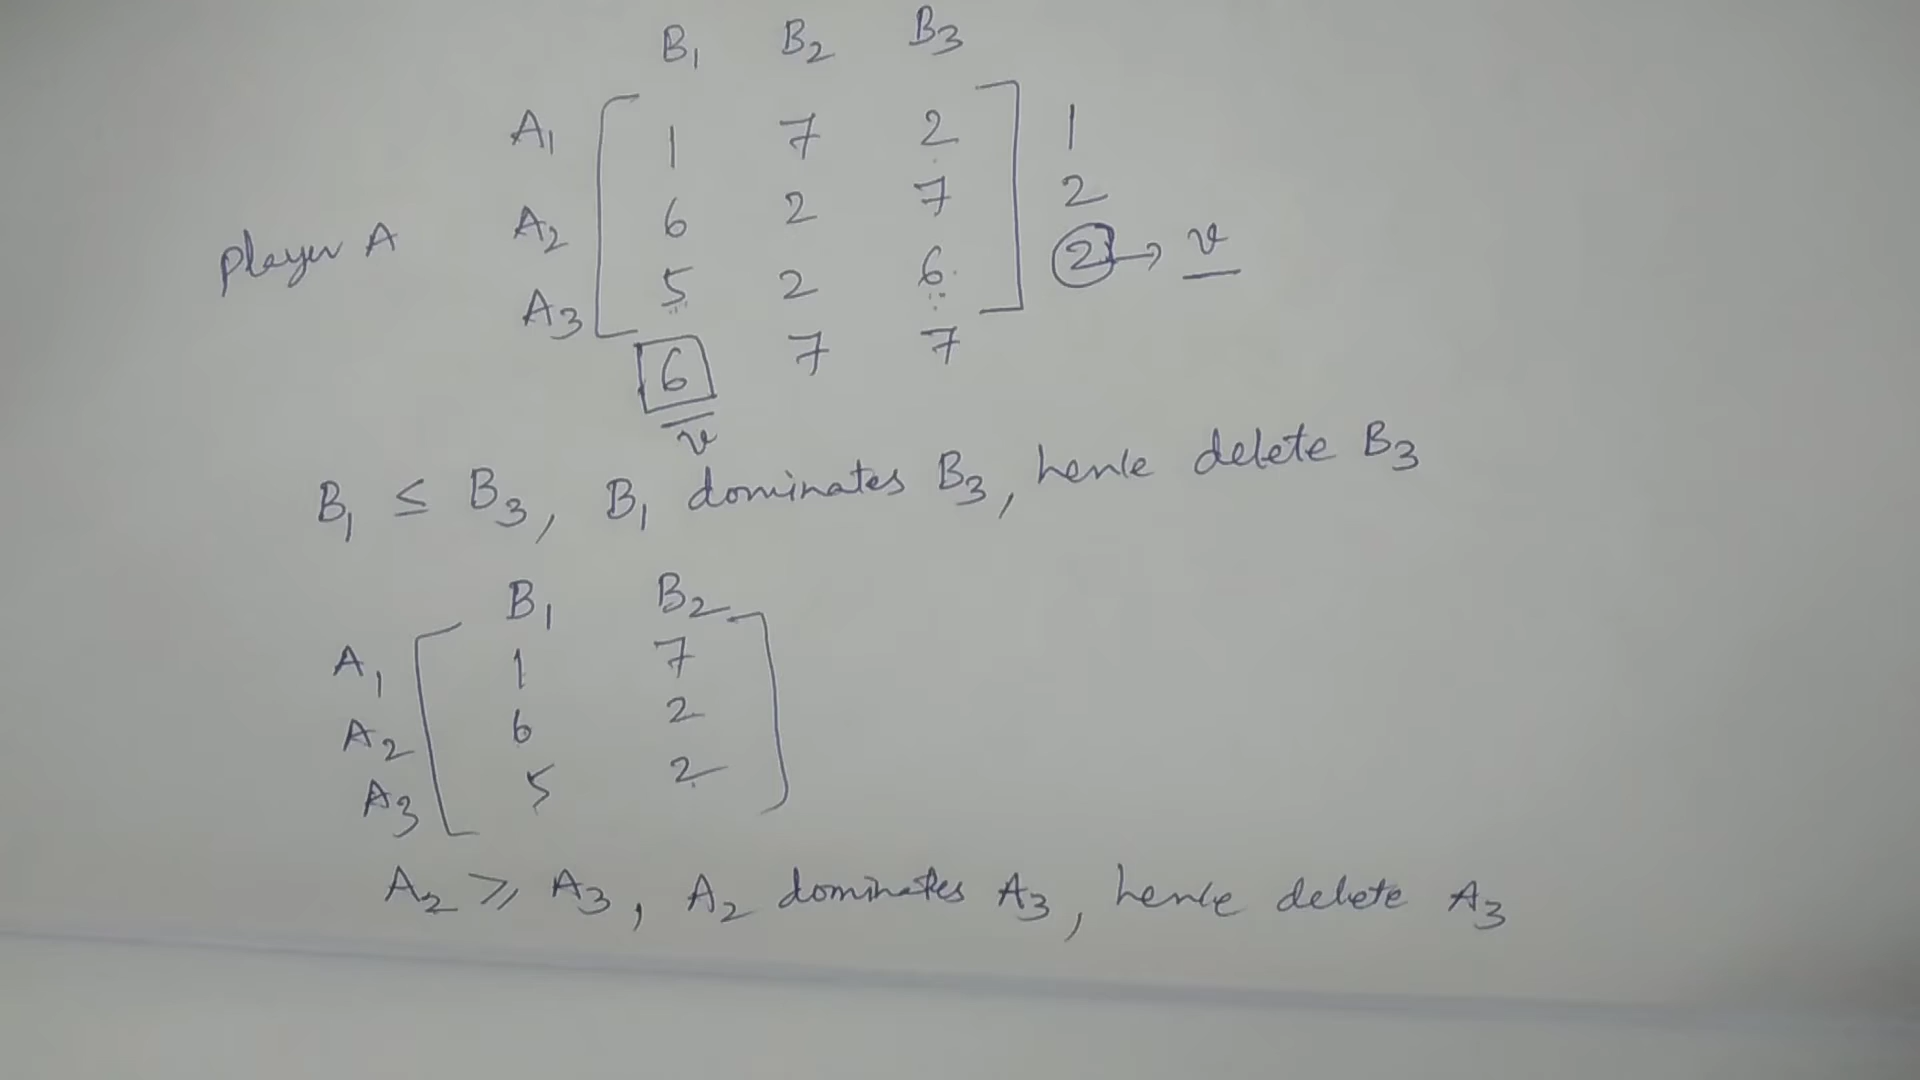 B1 B2 B3
A1 1 7 2 1
A2 6 2 7 2
player A
A3 5 2 6 2 → v
6 7 7
v
B1 ≤ B3, B1 dominates B3, hence delete B3
B1 B2
A1 1 7
A2 6 2
A3 5 2
A2 ≥ A3, A2 dominates A3, hence delete A3